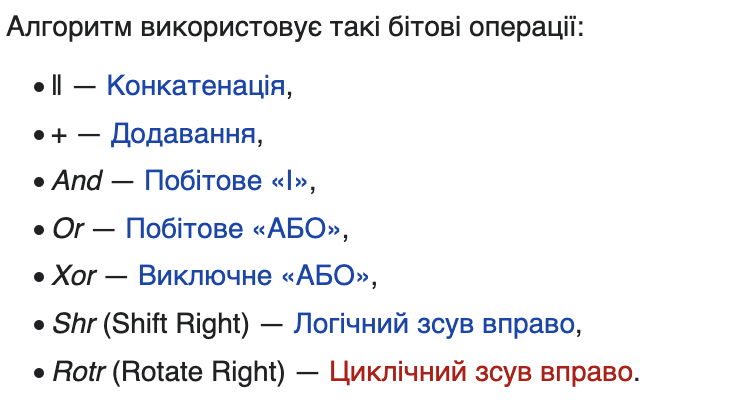 Алгоритм використовує такі бітові операції:
• ǁ — Конкатенація,
• + — Додавання,
• And — Побітове «І»,
• Or — Побітове «АБО»,
• Xor — Виключне «АБО»,
• Shr (Shift Right) — Логічний зсув вправо,
• Rotr (Rotate Right) — Циклічний зсув вправо.